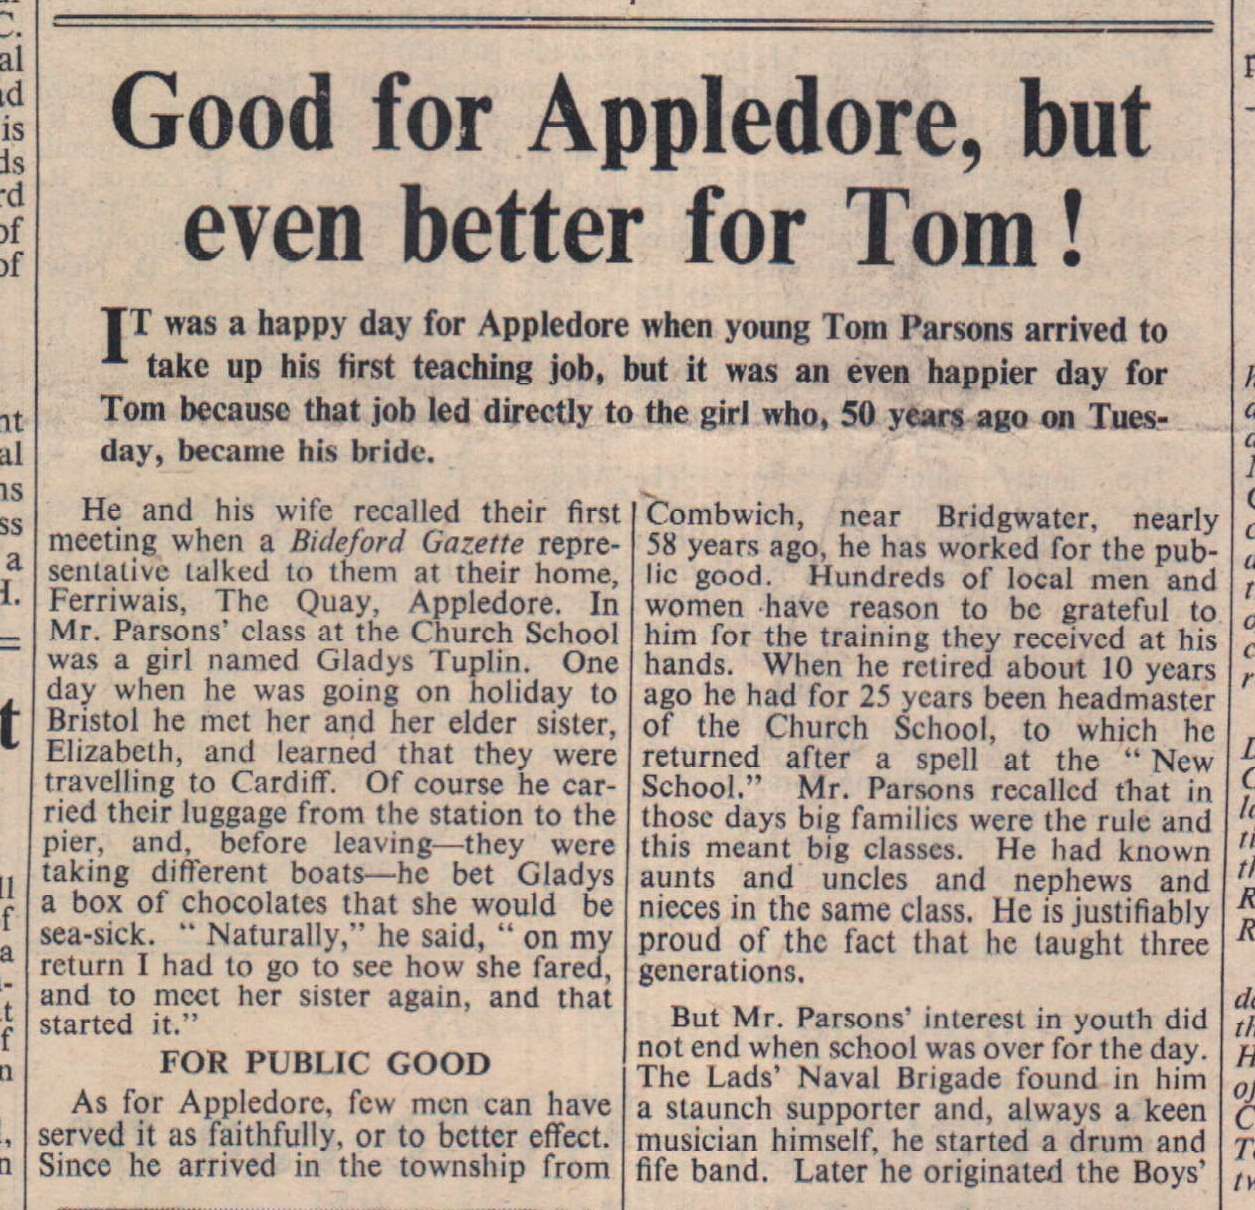 Good for Appledore, but
even better for Tom!
IT was a happy day for Appledore when young Tom Parsons arrived to
take up his first teaching job, but it was an even happier day for
Tom because that job led directly to the girl who, 50 years ago on Tues-
day, became his bride.
He and his wife recalled their first
meeting when a Bideford Gazette repre-
sentative talked to them at their home,
Ferriwais, The Quay, Appledore. In
Mr. Parsons' class at the Church School
was a girl named Gladys Tuplin. One
day when he was going on holiday to
Bristol he met her and her elder sister,
Elizabeth, and learned that they were
travelling to Cardiff. Of course he car-
ried their luggage from the station to the
pier, and, before leaving—they were
taking different boats—he bet Gladys
a box of chocolates that she would be
sea-sick. "Naturally," he said, "on my
return I had to go to see how she fared,
and to meet her sister again, and that
started it."
FOR PUBLIC GOOD
As for Appledore, few men can have
served it as faithfully, or to better effect.
Since he arrived in the township from
Combwich, near Bridgwater, nearly
58 years ago, he has worked for the pub-
lic good. Hundreds of local men and
women have reason to be grateful to
him for the training they received at his
hands. When he retired about 10 years
ago he had for 25 years been headmaster
of the Church School, to which he
returned after a spell at the "New
School." Mr. Parsons recalled that in
those days big families were the rule and
this meant big classes. He had known
aunts and uncles and nephews and
nieces in the same class. He is justifiably
proud of the fact that he taught three
generations.
But Mr. Parsons' interest in youth did
not end when school was over for the day.
The Lads' Naval Brigade found in him
a staunch supporter and, always a keen
musician himself, he started a drum and
fife band. Later he originated the Boys'